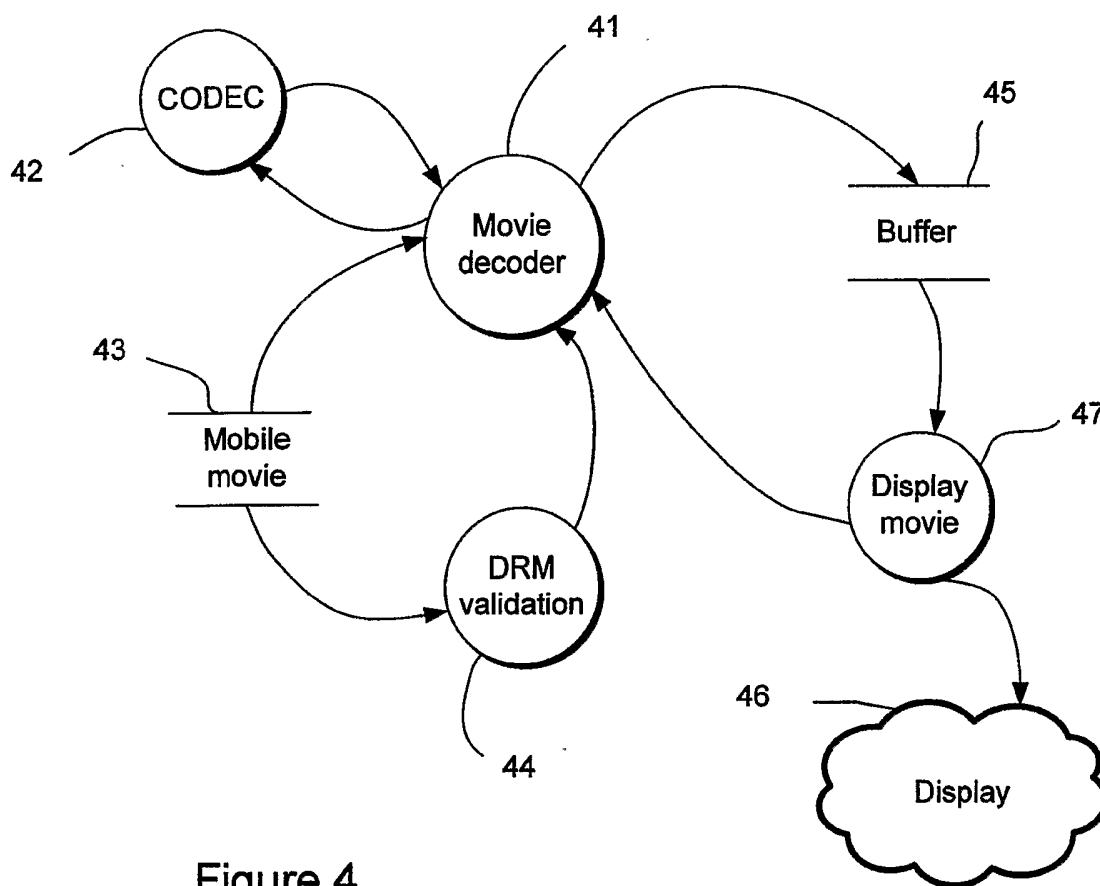 41
CODEC
45
42
Movie
decoder
Buffer
43
Mobile
movie
47
Display
movie
DRM
validation
46
44
Display
Figure 4